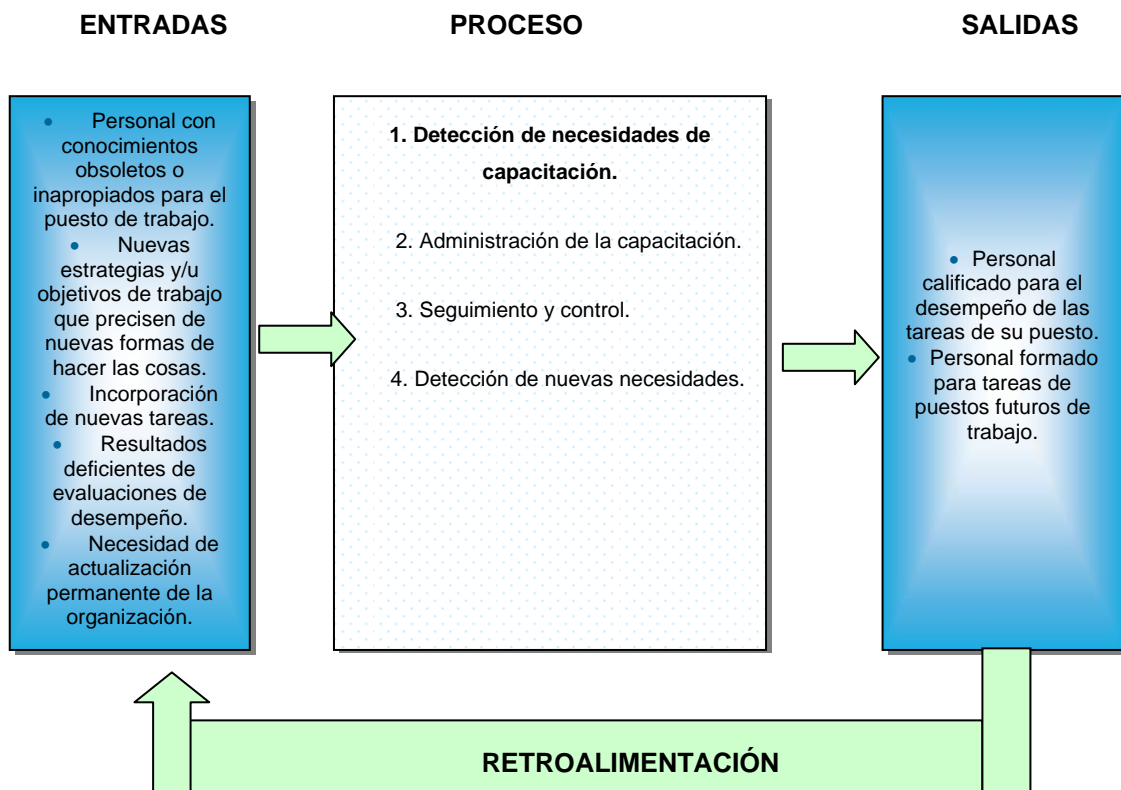 ENTRADAS PROCESO SALIDAS
• Personal con
conocimientos
obsoletos o
inapropiados para el
puesto de trabajo.
• Nuevas
estrategias y/u
objetivos de trabajo
que precisen de
nuevas formas de
hacer las cosas.
• Incorporación
de nuevas tareas.
• Resultados
deficientes de
evaluaciones de
desempeño.
• Necesidad de
actualización
permanente de la
organización.
1. Detección de necesidades de
capacitación.
2. Administración de la capacitación.
3. Seguimiento y control.
4. Detección de nuevas necesidades.
• Personal
calificado para el
desempeño de las
tareas de su puesto.
• Personal formado
para tareas de
puestos futuros de
trabajo.
RETROALIMENTACIÓN